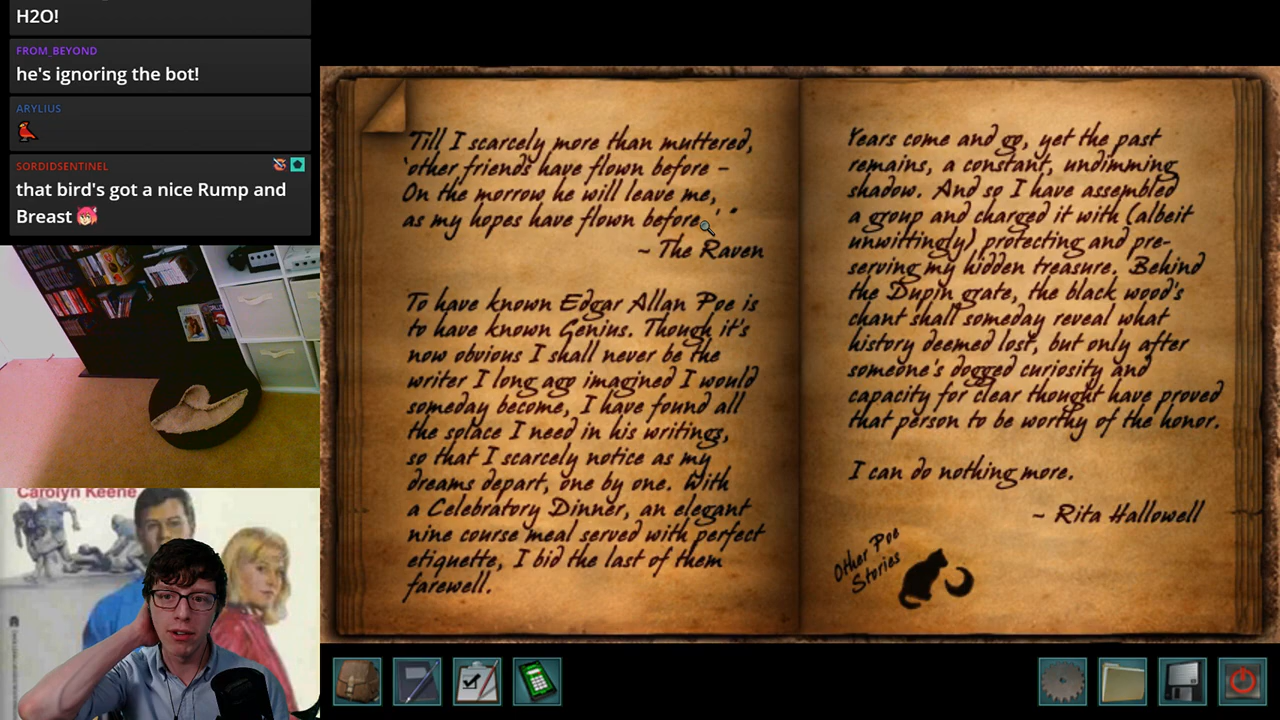 H2O!
FROM_BEYOND
he's ignoring the bot!
ARYLIUS
SORDIDSENTINEL
that bird's got a nice Rump and
Breast
Carolyn Keene
"Till I scarcely more than muttered,
'other friends have flown before –
On the morrow he will leave me,
as my hopes have flown before.' "
~ The Raven
To have known Edgar Allan Poe is
to have known Genius. Though it's
now obvious I shall never be the
writer I long ago imagined I would
someday become, I have found all
the solace I need in his writings,
so that I scarcely notice as my
dreams depart, one by one. With
a Celebratory Dinner, an elegant
nine course meal served with perfect
etiquette, I bid the last of them
farewell.
Years come and go, yet the past
remains, a constant, undimming
shadow. And so I have assembled
a group and charged it with (albeit
unwittingly) protecting and pre-
serving my hidden treasure. Behind
the Dupin grate, the black wood's
chant shall someday reveal what
history deemed lost, but only after
someone's dogged curiosity and
capacity for clear thought have proved
that person to be worthy of the honor.
I can do nothing more.
~ Rita Hallowell
Other Poe
Stories